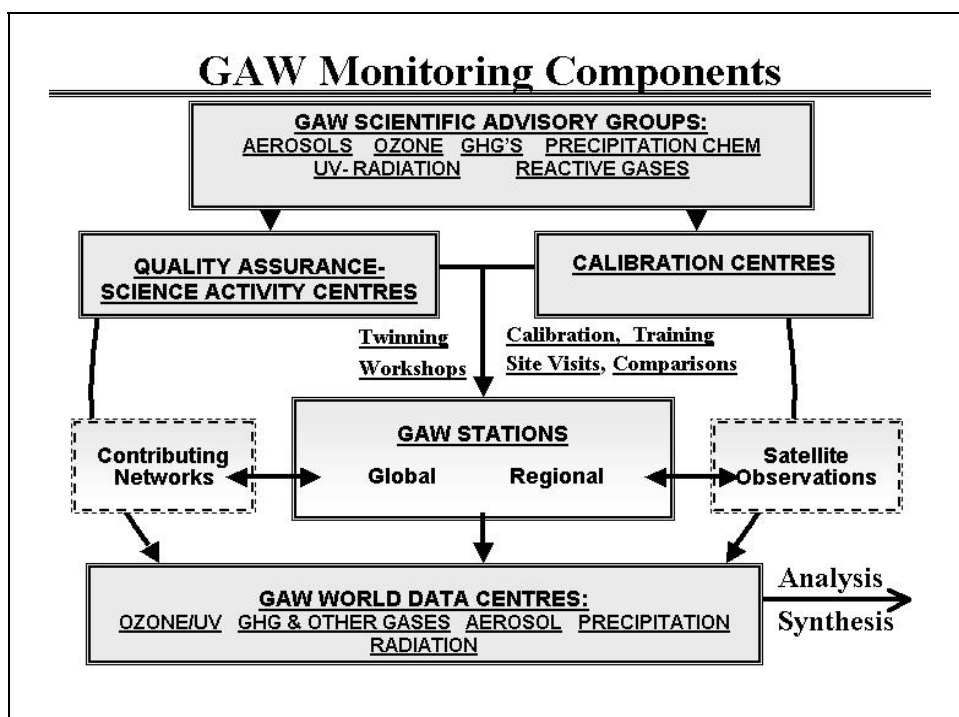 GAW Monitoring Components
GAW SCIENTIFIC ADVISORY GROUPS:
AEROSOLS OZONE GHG'S PRECIPITATION CHEM
UV- RADIATION REACTIVE GASES
QUALITY ASSURANCE-
SCIENCE ACTIVITY CENTRES
CALIBRATION CENTRES
Twinning
Workshops
Calibration, Training
Site Visits, Comparisons
Contributing
Networks
GAW STATIONS
Global Regional
Satellite
Observations
GAW WORLD DATA CENTRES:
OZONE/UV GHG & OTHER GASES AEROSOL PRECIPITATION
RADIATION
Analysis
Synthesis